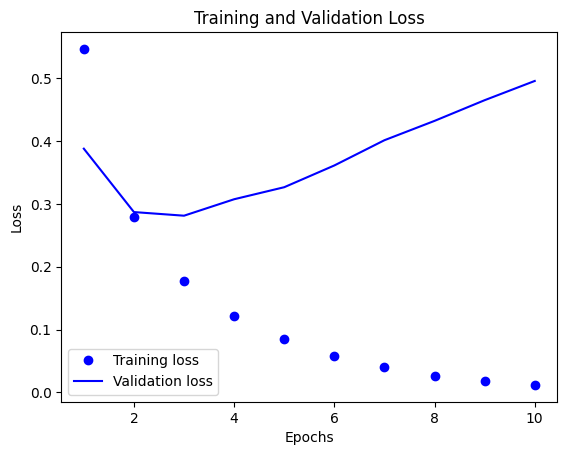 Training and Validation Loss
Loss
0.5
0.4
0.3
0.2
0.1
0.0
Training loss
Validation loss
2 4 6 8 10
Epochs